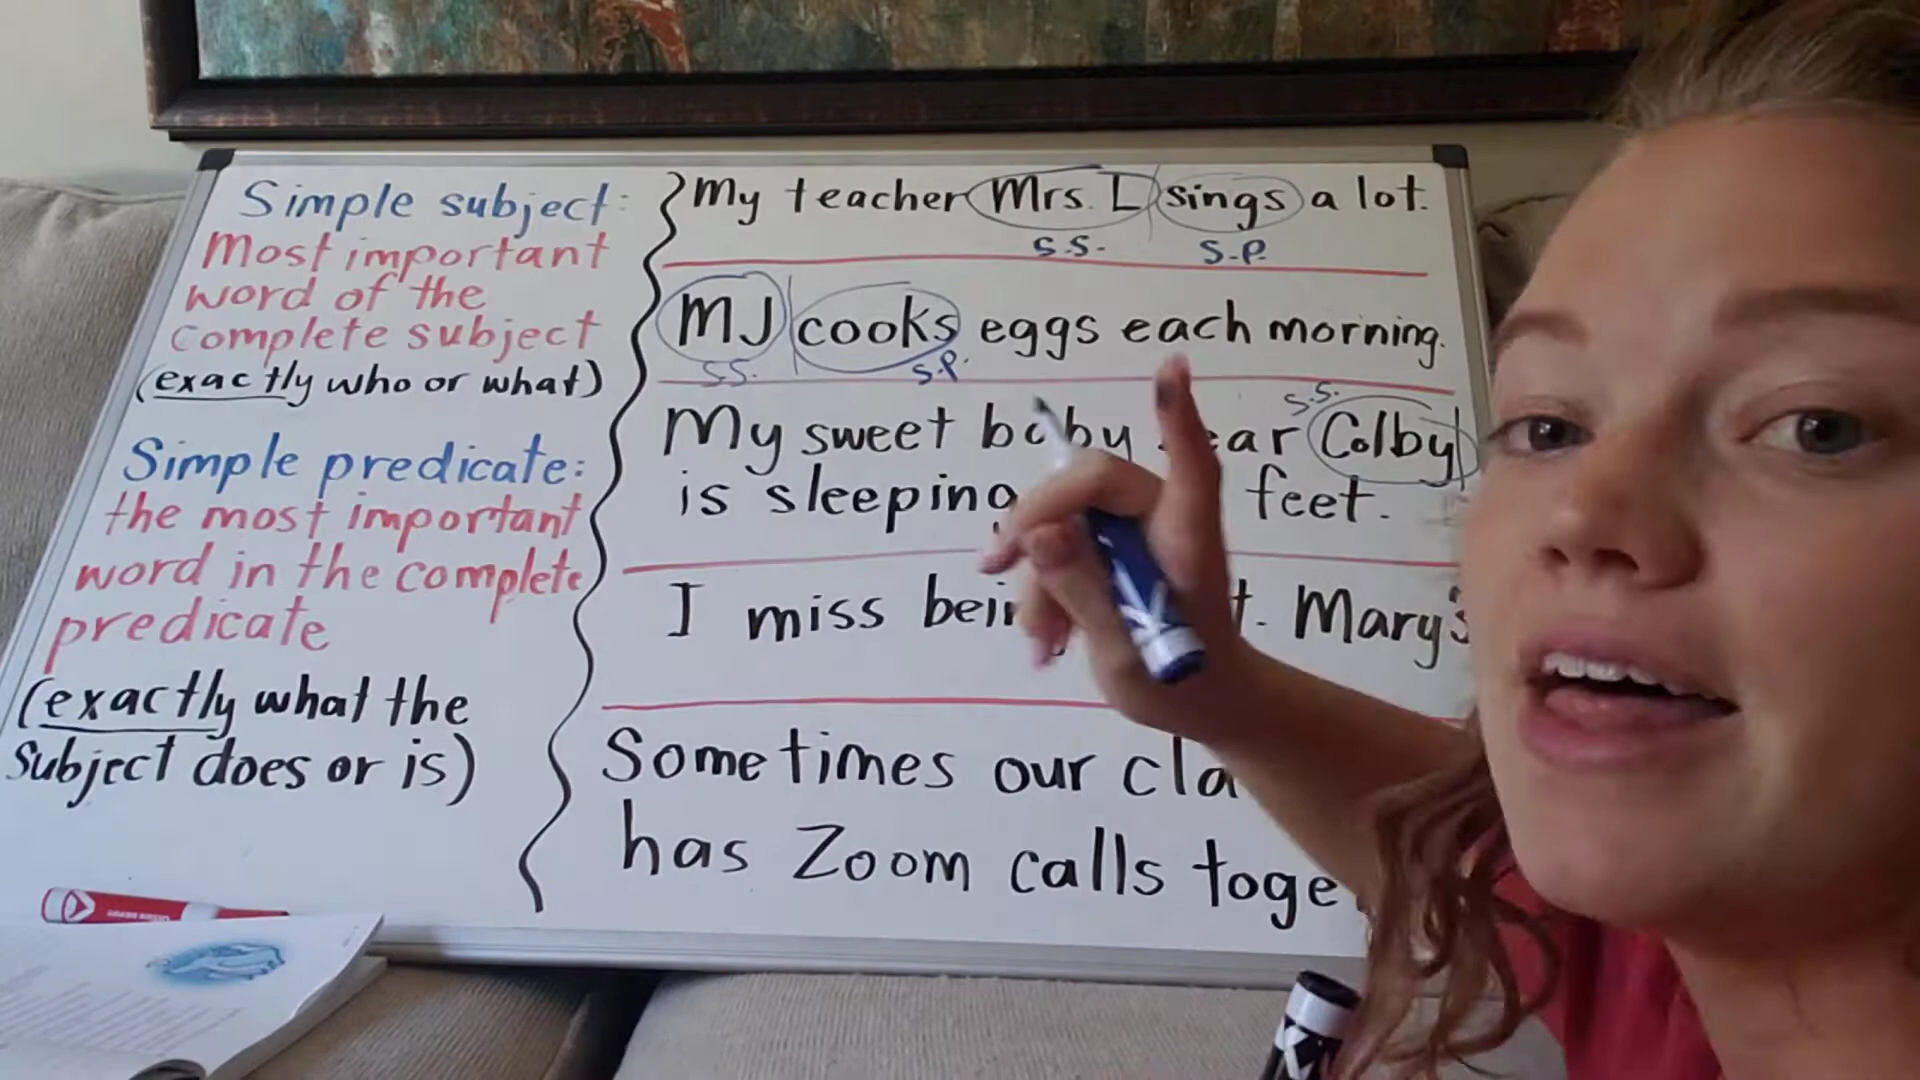 Simple subject:
Most important
word of the
complete subject
(exactly who or what)
Simple predicate:
the most important
word in the complete
predicate
(exactly what the
subject does or is)
My teacher Mrs. L sings a lot.
S.S. S.P.
MJ cooks eggs each morning.
S.S. S.P.
S.S.
My sweet baby Colby
is sleeping feet.
I miss Mary's
Sometimes our
has Zoom calls